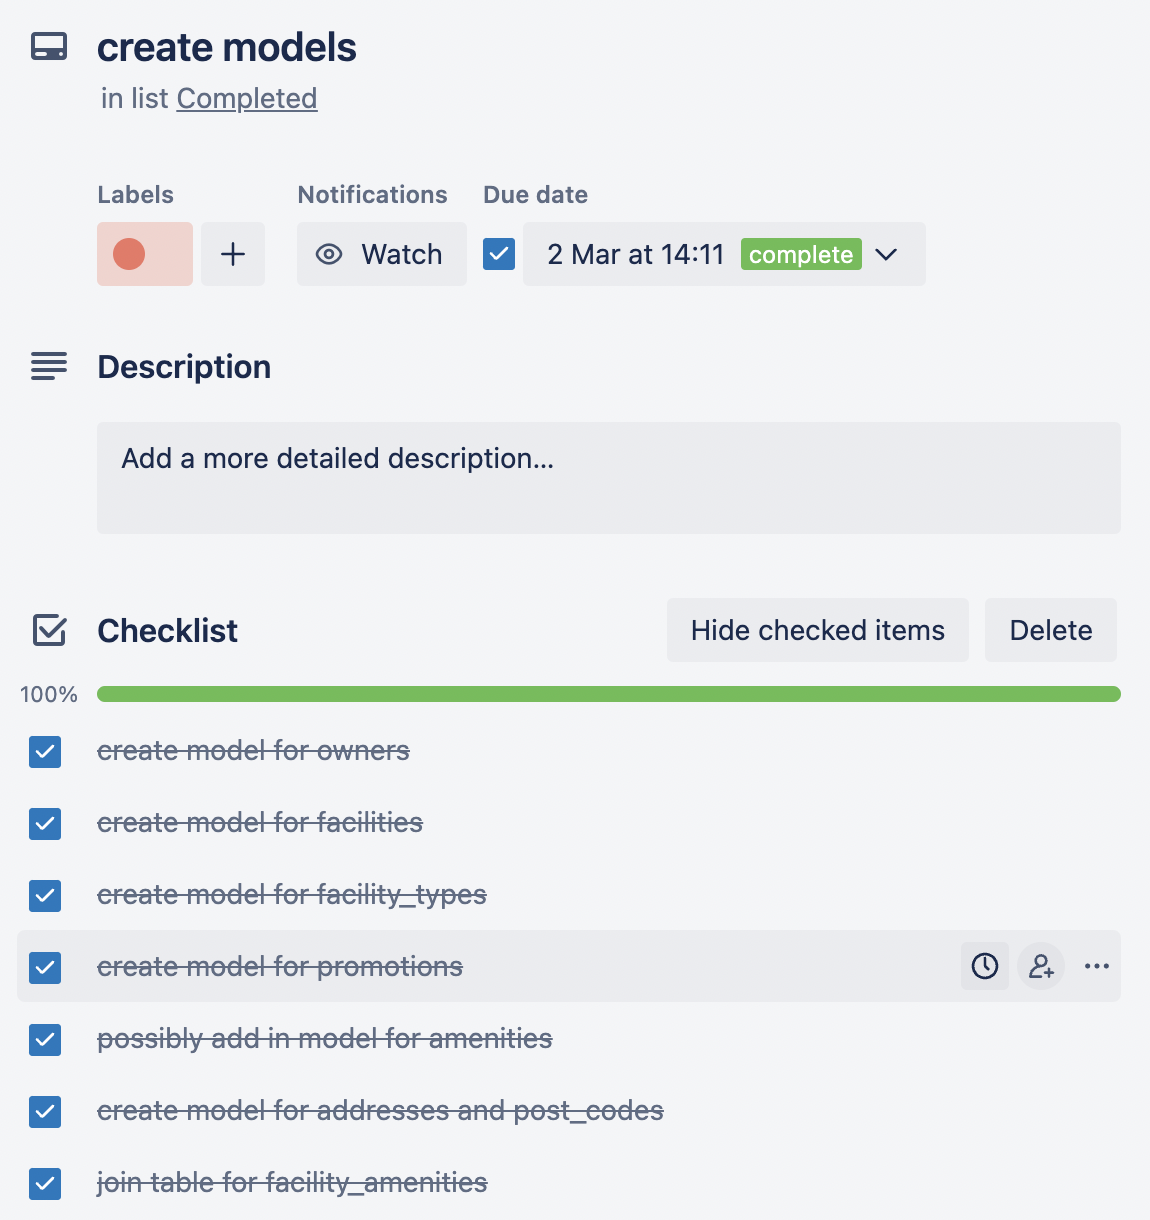 create models
in list Completed
Labels
Notifications
Due date
Watch
2 Mar at 14:11 complete
Description
Add a more detailed description...
Checklist
Hide checked items
Delete
100%
create model for owners
create model for facilities
create model for facility_types
create model for promotions
possibly add in model for amenities
create model for addresses and post_codes
join table for facility_amenities